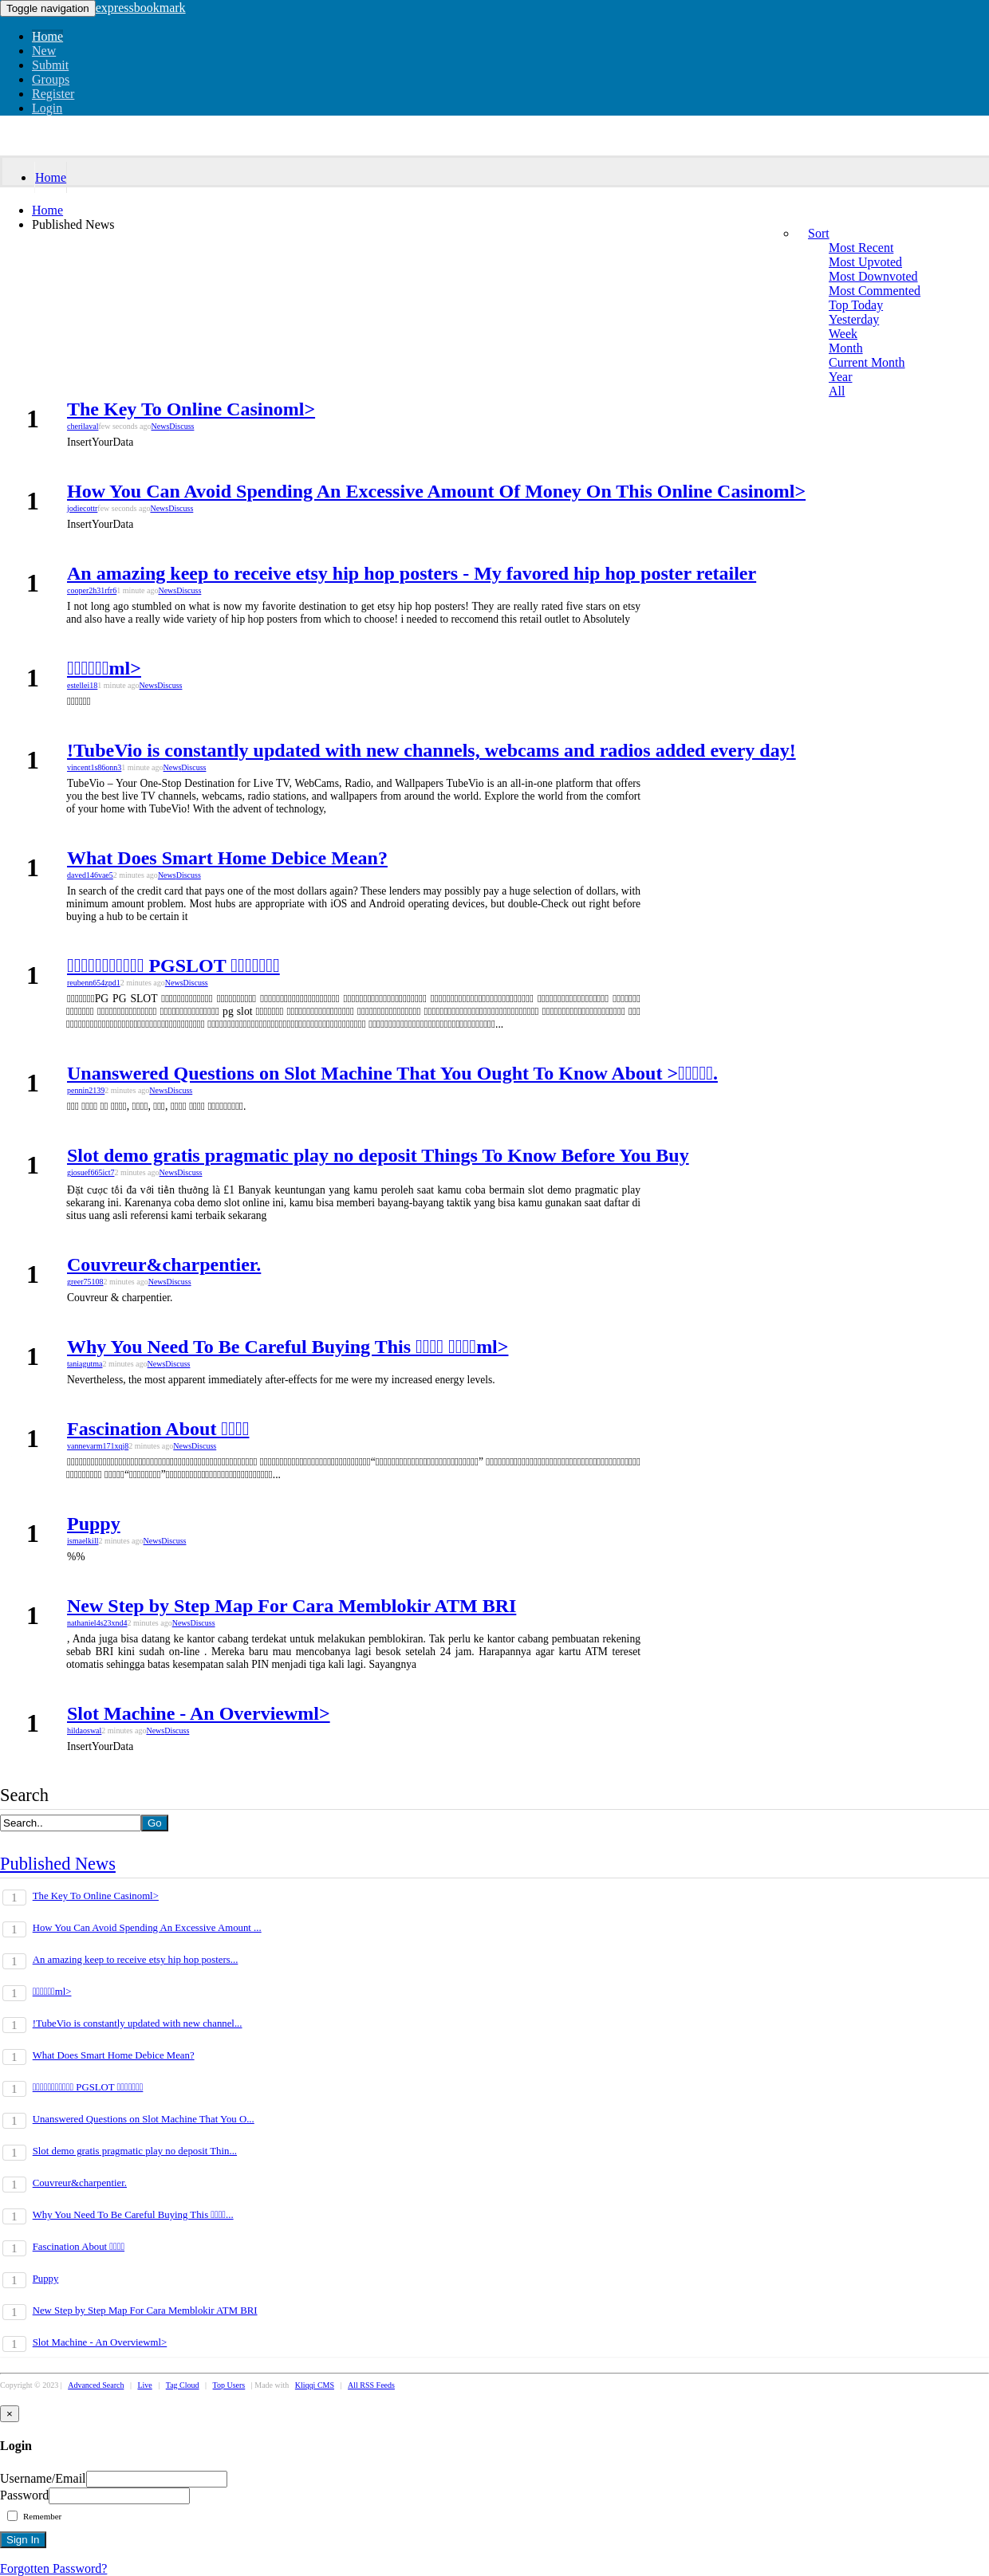 Toggle navigation expressbookmark
Home
New
Submit
Groups
Register
Login
Home
Home
Published News
Sort
Most Recent
Most Upvoted
Most Downvoted
Most Commented
Top Today
Yesterday
Week
Month
Current Month
Year
All
1
The Key To Online Casinoml>
cherilaval few seconds ago News Discuss
InsertYourData
1
How You Can Avoid Spending An Excessive Amount Of Money On This Online Casinoml>
jodiecottr few seconds ago News Discuss
InsertYourData
1
An amazing keep to receive etsy hip hop posters - My favored hip hop poster retailer
cooper2h31rfr6 1 minute ago News Discuss
I not long ago stumbled on what is now my favorite destination to get etsy hip hop posters! They are really rated five stars on etsy
and also have a really wide variety of hip hop posters from which to choose! i needed to reccomend this retail outlet to Absolutely
1
ml>
estellei18 1 minute ago News Discuss
1
!TubeVio is constantly updated with new channels, webcams and radios added every day!
vincent1s86onn3 1 minute ago News Discuss
TubeVio – Your One-Stop Destination for Live TV, WebCams, Radio, and Wallpapers TubeVio is an all-in-one platform that offers
you the best live TV channels, webcams, radio stations, and wallpapers from around the world. Explore the world from the comfort
of your home with TubeVio! With the advent of technology,
1
What Does Smart Home Debice Mean?
daved146vae5 2 minutes ago News Discuss
In search of the credit card that pays one of the most dollars again? These lenders may possibly pay a huge selection of dollars, with
minimum amount problem. Most hubs are appropriate with iOS and Android operating devices, but double-Check out right before
buying a hub to be certain it
1
PGSLOT
reubenn654zpd1 2 minutes ago News Discuss
PG PG SLOT
pg slot
...
1
Unanswered Questions on Slot Machine That You Ought To Know About >.
pennin2139 2 minutes ago News Discuss
1
Slot demo gratis pragmatic play no deposit Things To Know Before You Buy
giosuef665ict7 2 minutes ago News Discuss
Đặt cược tối đa với tiền thưởng là £1 Banyak keuntungan yang kamu peroleh saat kamu coba bermain slot demo pragmatic play
sekarang ini. Karenanya coba demo slot online ini, kamu bisa memberi bayang-bayang taktik yang bisa kamu gunakan saat daftar di
situs uang asli referensi kami terbaik sekarang
1
Couvreur&charpentier.
greer75108 2 minutes ago News Discuss
Couvreur & charpentier.
1
Why You Need To Be Careful Buying This ml>
taniagutma 2 minutes ago News Discuss
Nevertheless, the most apparent immediately after-effects for me were my increased energy levels.
1
Fascination About
vannevarm171xqj8 2 minutes ago News Discuss
1
Puppy
ismaelkill 2 minutes ago News Discuss
%%
1
New Step by Step Map For Cara Memblokir ATM BRI
nathaniel4s23xnd4 2 minutes ago News Discuss
, Anda juga bisa datang ke kantor cabang terdekat untuk melakukan pemblokiran. Tak perlu ke kantor cabang pembuatan rekening
sebab BRI kini sudah on-line . Mereka baru mau mencobanya lagi besok setelah 24 jam. Harapannya agar kartu ATM tereset
otomatis sehingga batas kesempatan salah PIN menjadi tiga kali lagi. Sayangnya
1
Slot Machine - An Overviewml>
hildaoswal 2 minutes ago News Discuss
InsertYourData
Search
Search.. Go
Published News
1 The Key To Online Casinoml>
1 How You Can Avoid Spending An Excessive Amount ...
1 An amazing keep to receive etsy hip hop posters...
1 ml>
1 !TubeVio is constantly updated with new channel...
1 What Does Smart Home Debice Mean?
1 PGSLOT
1 Unanswered Questions on Slot Machine That You O...
1 Slot demo gratis pragmatic play no deposit Thin...
1 Couvreur&charpentier.
1 Why You Need To Be Careful Buying This ...
1 Fascination About
1 Puppy
1 New Step by Step Map For Cara Memblokir ATM BRI
1 Slot Machine - An Overviewml>
Copyright © 2023 | Advanced Search | Live | Tag Cloud | Top Users | Made with Kliqqi CMS | All RSS Feeds
×
Login
Username/Email
Password
Remember
Sign In
Forgotten Password?